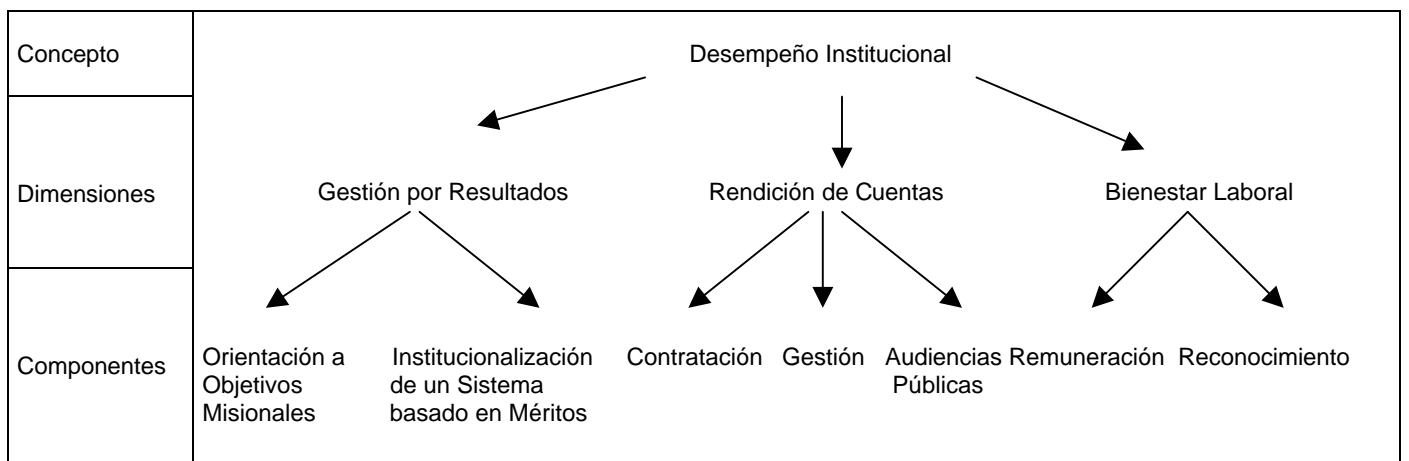 Concepto
Desempeño Institucional
Dimensiones
Gestión por Resultados
Rendición de Cuentas
Bienestar Laboral
Componentes
Orientación a
Objetivos
Misionales
Institucionalización
de un Sistema
basado en Méritos
Contratación
Gestión
Audiencias
Públicas
Remuneración
Reconocimiento